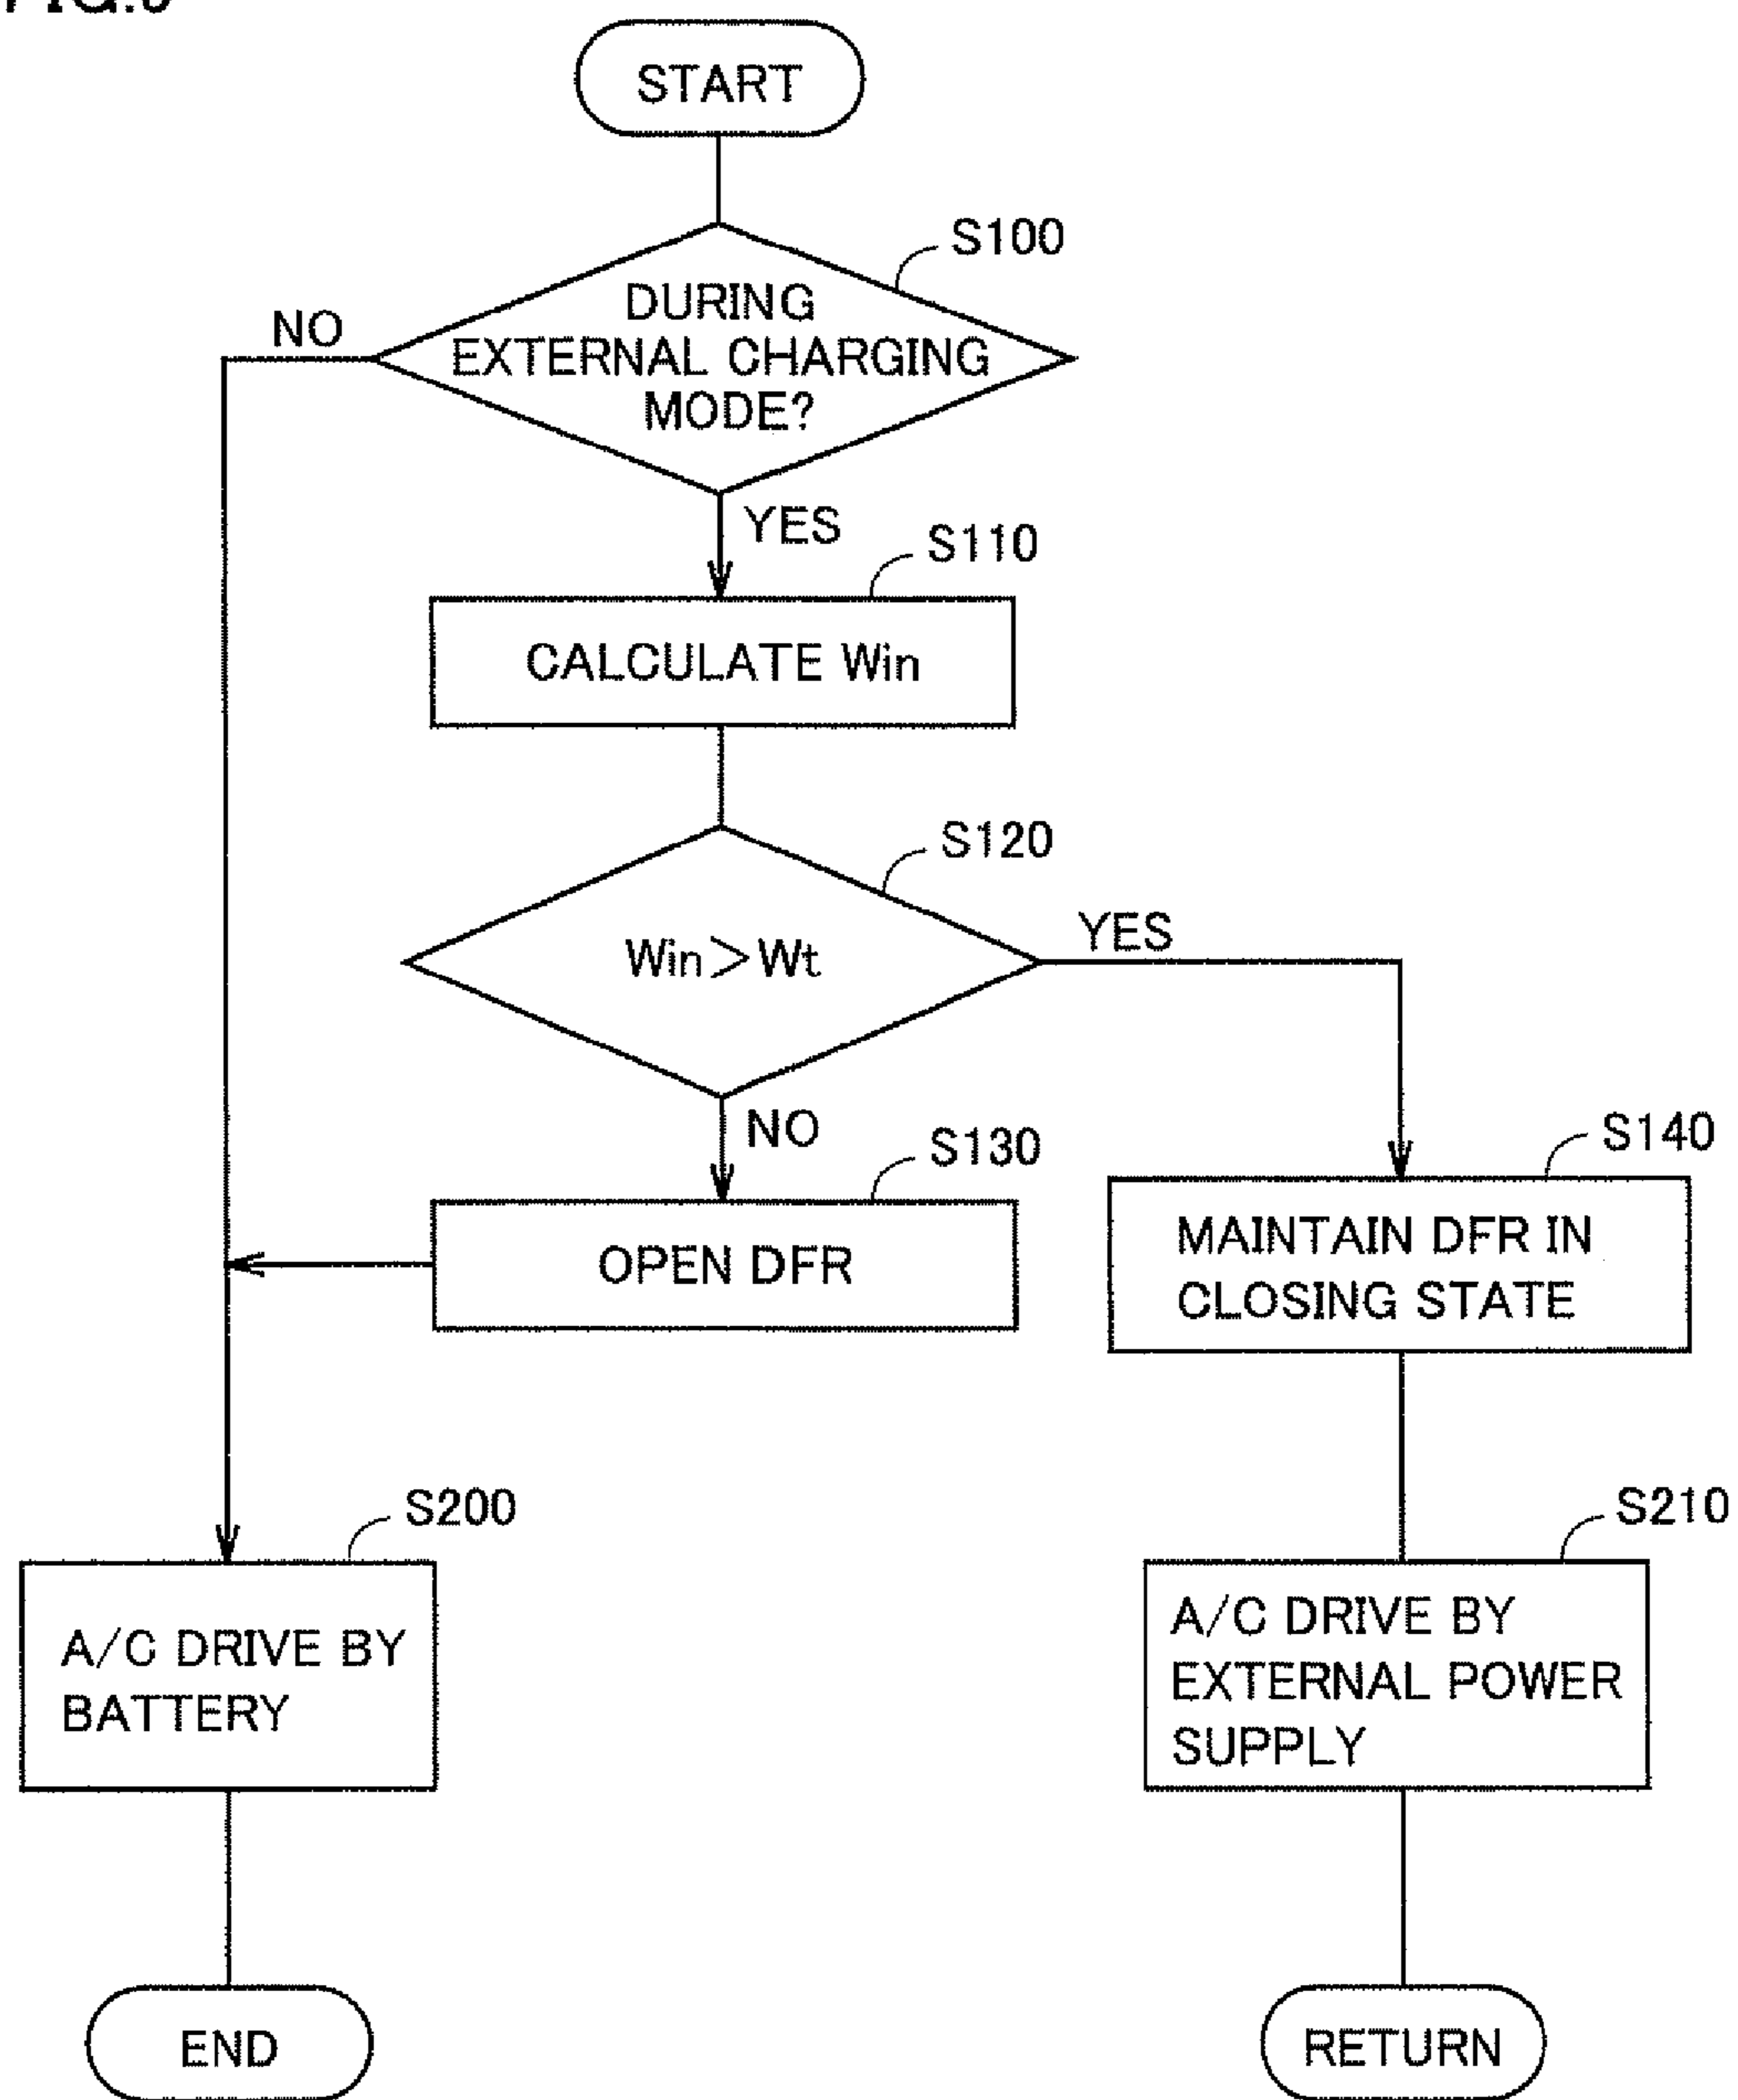 START
S100
DURING
EXTERNAL CHARGING
MODE?
NO
YES
S110
CALCULATE Win
S120
Win>Wt
YES
NO
S130
OPEN DFR
S140
MAINTAIN DFR IN
CLOSING STATE
S200
A/C DRIVE BY
BATTERY
S210
A/C DRIVE BY
EXTERNAL POWER
SUPPLY
END
RETURN